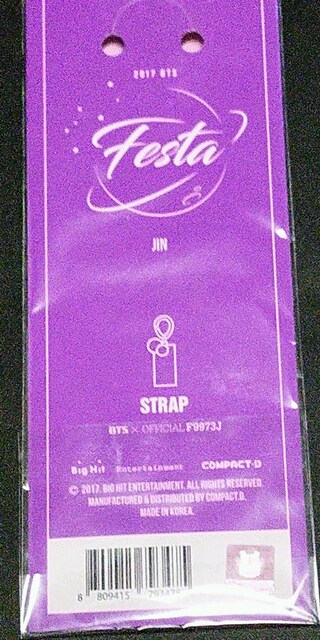 2017 BTS
Festa
JIN
STRAP
BTS × OFFICIAL F0973J
Big Hit Entertainment COMPACT·D
© 2017. BIG HIT ENTERTAINMENT. ALL RIGHTS RESERVED.
MANUFACTURED & DISTRIBUTED BY COMPACT.D.
MADE IN KOREA.
8 809415